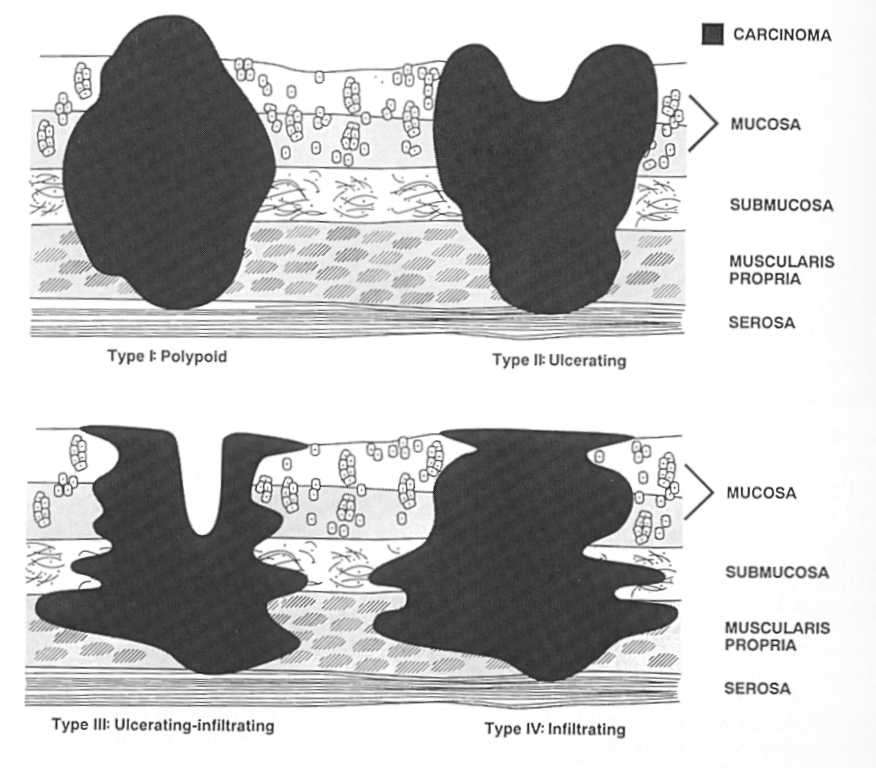 CARCINOMA
MUCOSA
SUBMUCOSA
MUSCULARIS
PROPRIA
SEROSA
Type I: Polypoid
Type II: Ulcerating
MUCOSA
SUBMUCOSA
MUSCULARIS
PROPRIA
SEROSA
Type III: Ulcerating-infiltrating
Type IV: Infiltrating